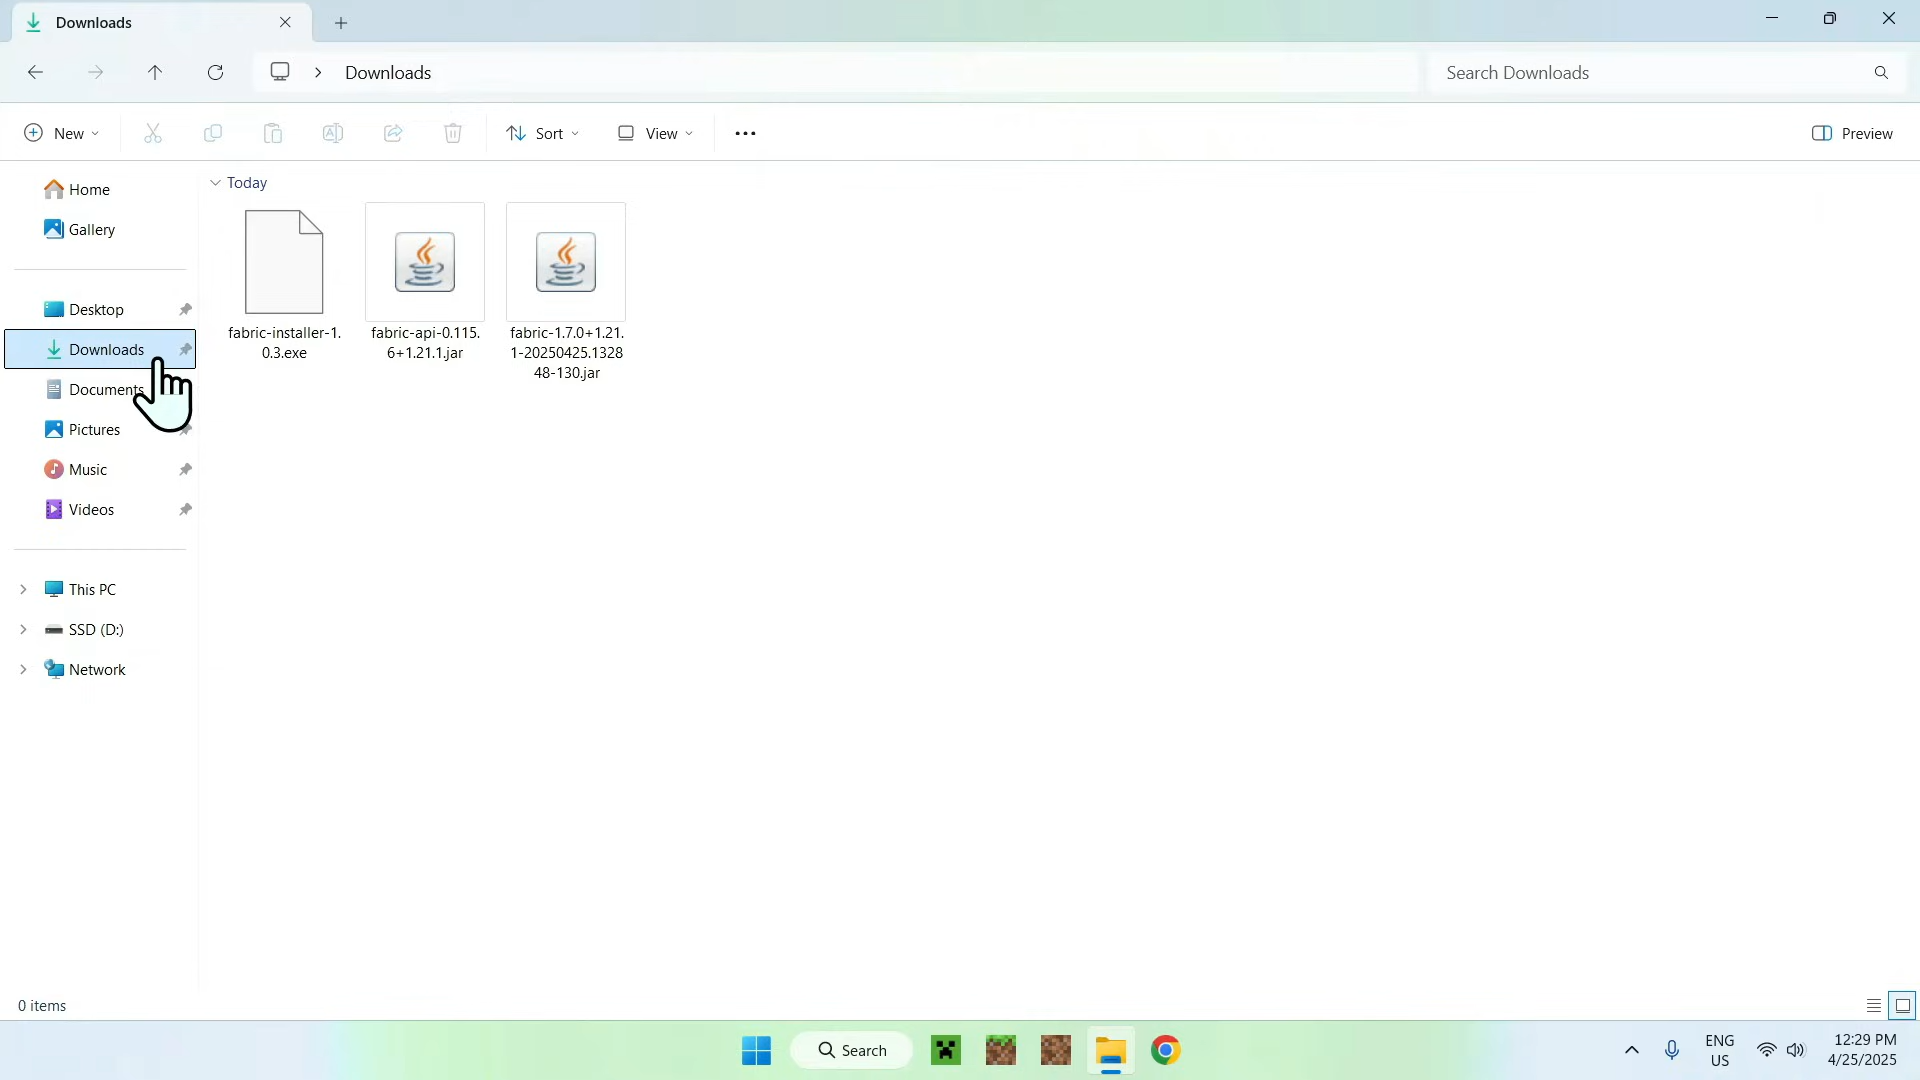 Downloads
Downloads
Search Downloads
New
Sort
View
Preview
Home
Gallery
Desktop
Downloads
Documents
Pictures
Music
Videos
This PC
SSD (D:)
Network
Today
fabric-installer-1.
0.3.exe
fabric-api-0.115.
6+1.21.1.jar
fabric-1.7.0+1.21.
1-20250425.1328
48-130.jar
0 items
Search
ENG
US
12:29 PM
4/25/2025